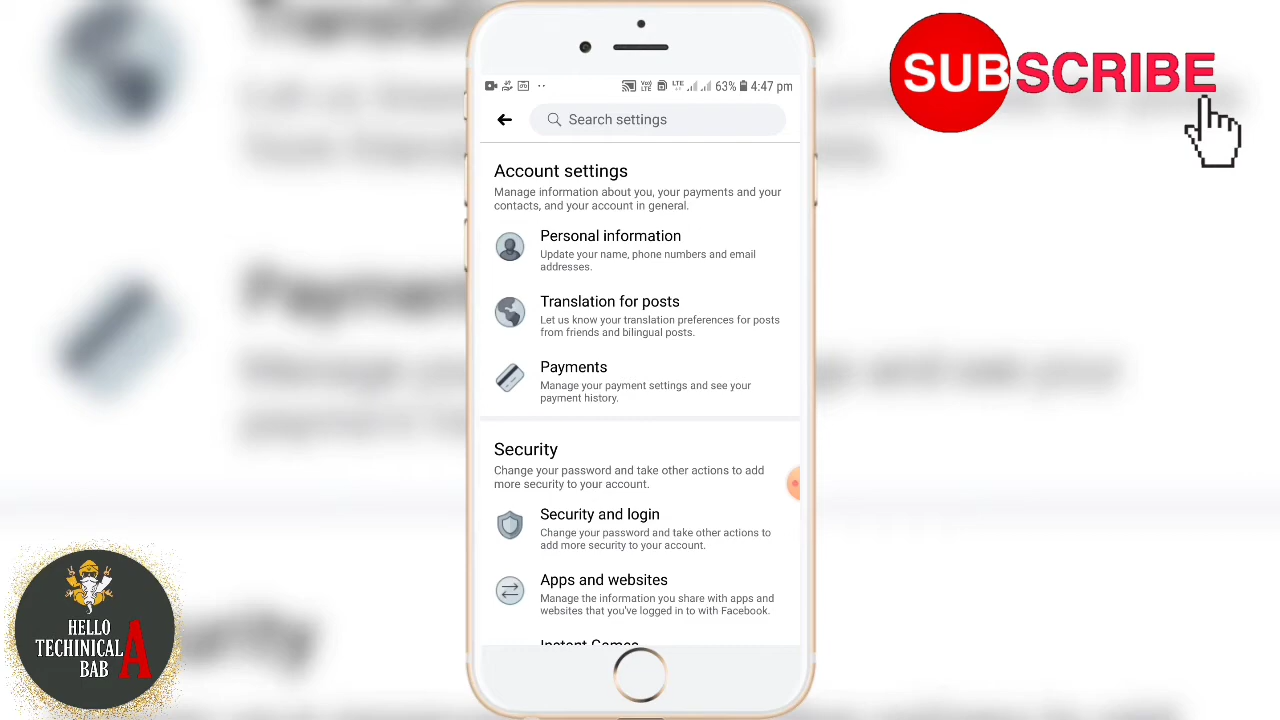 SUBSCRIBE
LTE 63% 4:47 pm
Search settings
Account settings
Manage information about you, your payments and your
contacts, and your account in general.
Personal information
Update your name, phone numbers and email
addresses.
Translation for posts
Let us know your translation preferences for posts
from friends and bilingual posts.
Payments
Manage your payment settings and see your
payment history.
Security
Change your password and take other actions to add
more security to your account.
Security and login
Change your password and take other actions to
add more security to your account.
Apps and websites
Manage the information you share with apps and
websites that you've logged in to with Facebook.
Instant Games
HELLO
TECHINICAL
BAB A